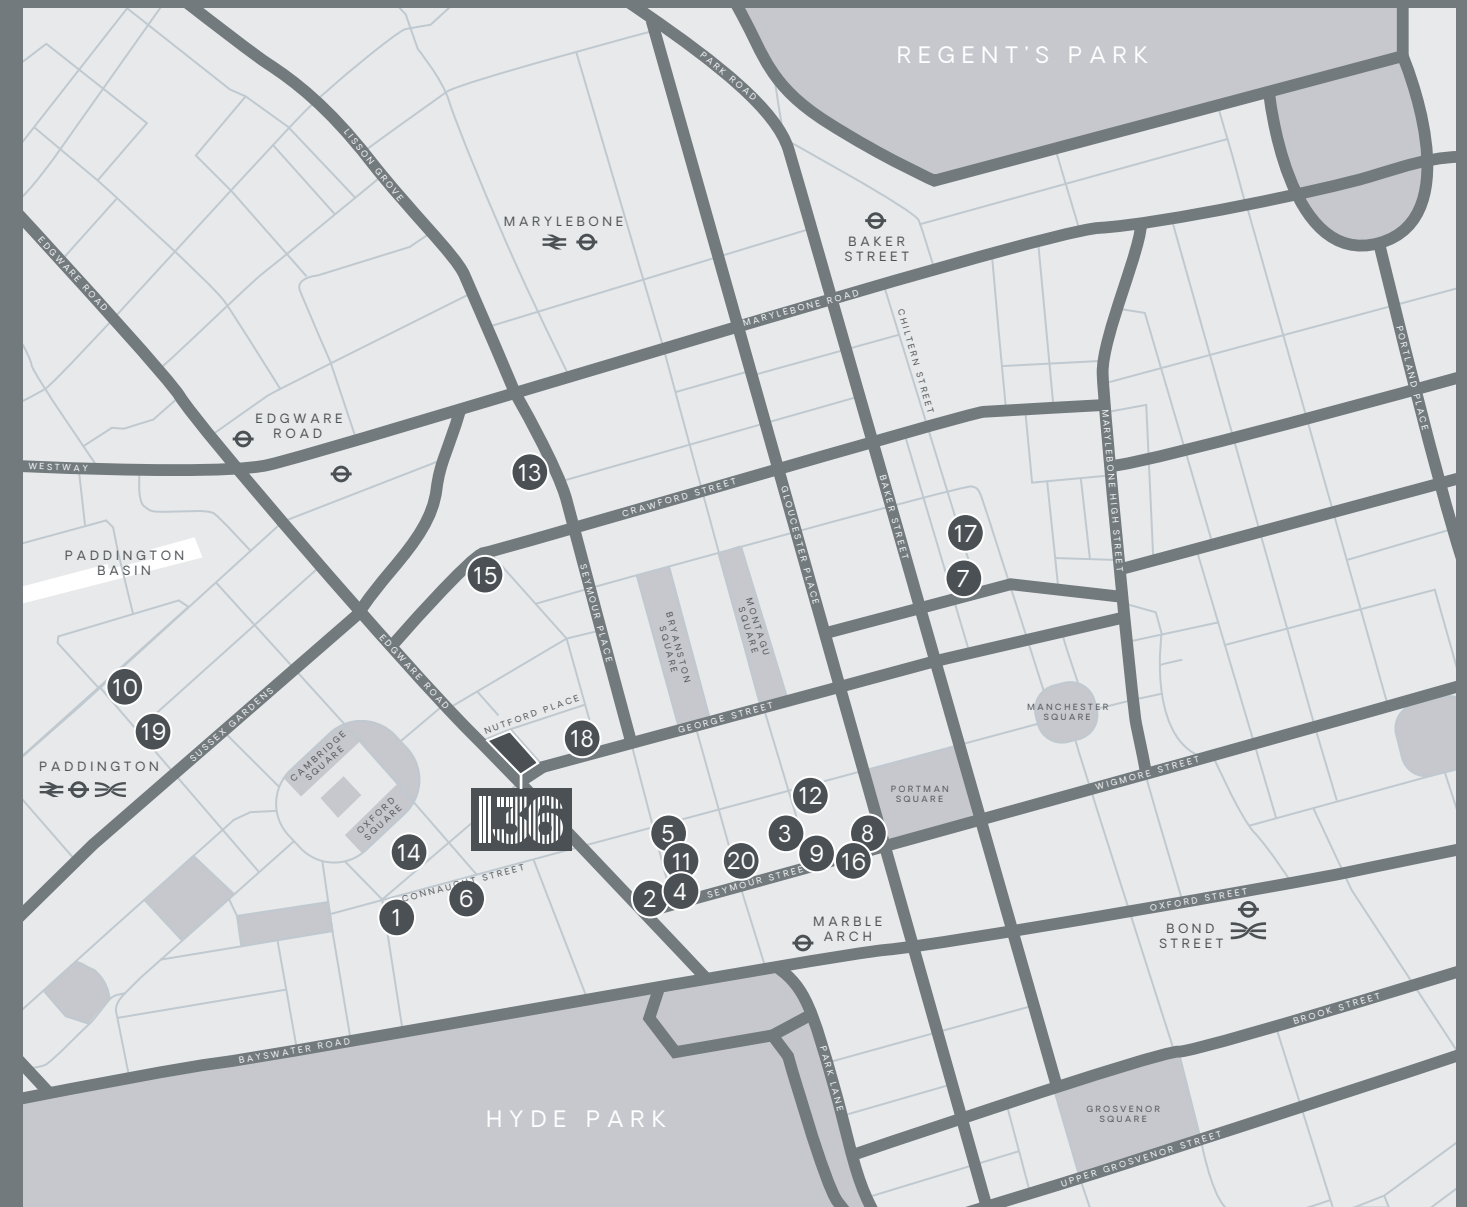 REGENT'S PARK
PARK ROAD
LISSON GROVE
MARYLEBONE
BAKER
STREET
EDGWARE ROAD
MARYLEBONE ROAD
CHILTERN STREET
PORTLAND PLACE
EDGWARE
ROAD
WESTWAY
MARYLEBONE HIGH STREET
13
CRAWFORD STREET
GLOUCESTER PLACE
BAKER STREET
17
PADDINGTON
BASIN
15
SEYMOUR PLACE
7
BRYANSTON
SQUARE
MONTAGU
SQUARE
EDGWARE ROAD
10
19
SUSSEX GARDENS
NUTFORD PLACE
18
GEORGE STREET
MANCHESTER
SQUARE
PADDINGTON
CAMBRIDGE
SQUARE
OXFORD
SQUARE
WIGMORE STREET
PORTMAN
SQUARE
12
136
5
3
8
14
11
20
9
16
CONNAUGHT STREET
SEYMOUR STREET
6
2
4
1
OXFORD STREET
MARBLE
ARCH
BOND
STREET
BROOK STREET
BAYSWATER ROAD
PARK LANE
HYDE PARK
GROSVENOR
SQUARE
UPPER GROSVENOR STREET